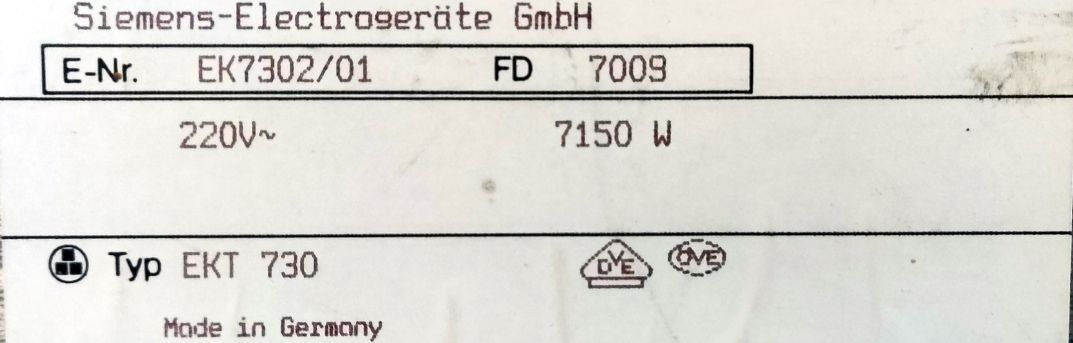 Siemens-Electrogeräte GmbH
E-Nr. EK7302/01 FD 7009
220V~ 7150 W
Typ EKT 730 DVE ÖVE
Made in Germany